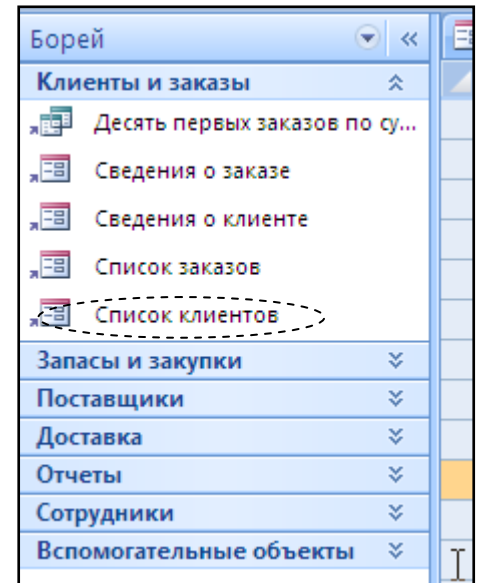 Борей
Клиенты и заказы
Десять первых заказов по су...
Сведения о заказе
Сведения о клиенте
Список заказов
Список клиентов
Запасы и закупки
Поставщики
Доставка
Отчеты
Сотрудники
Вспомогательные объекты